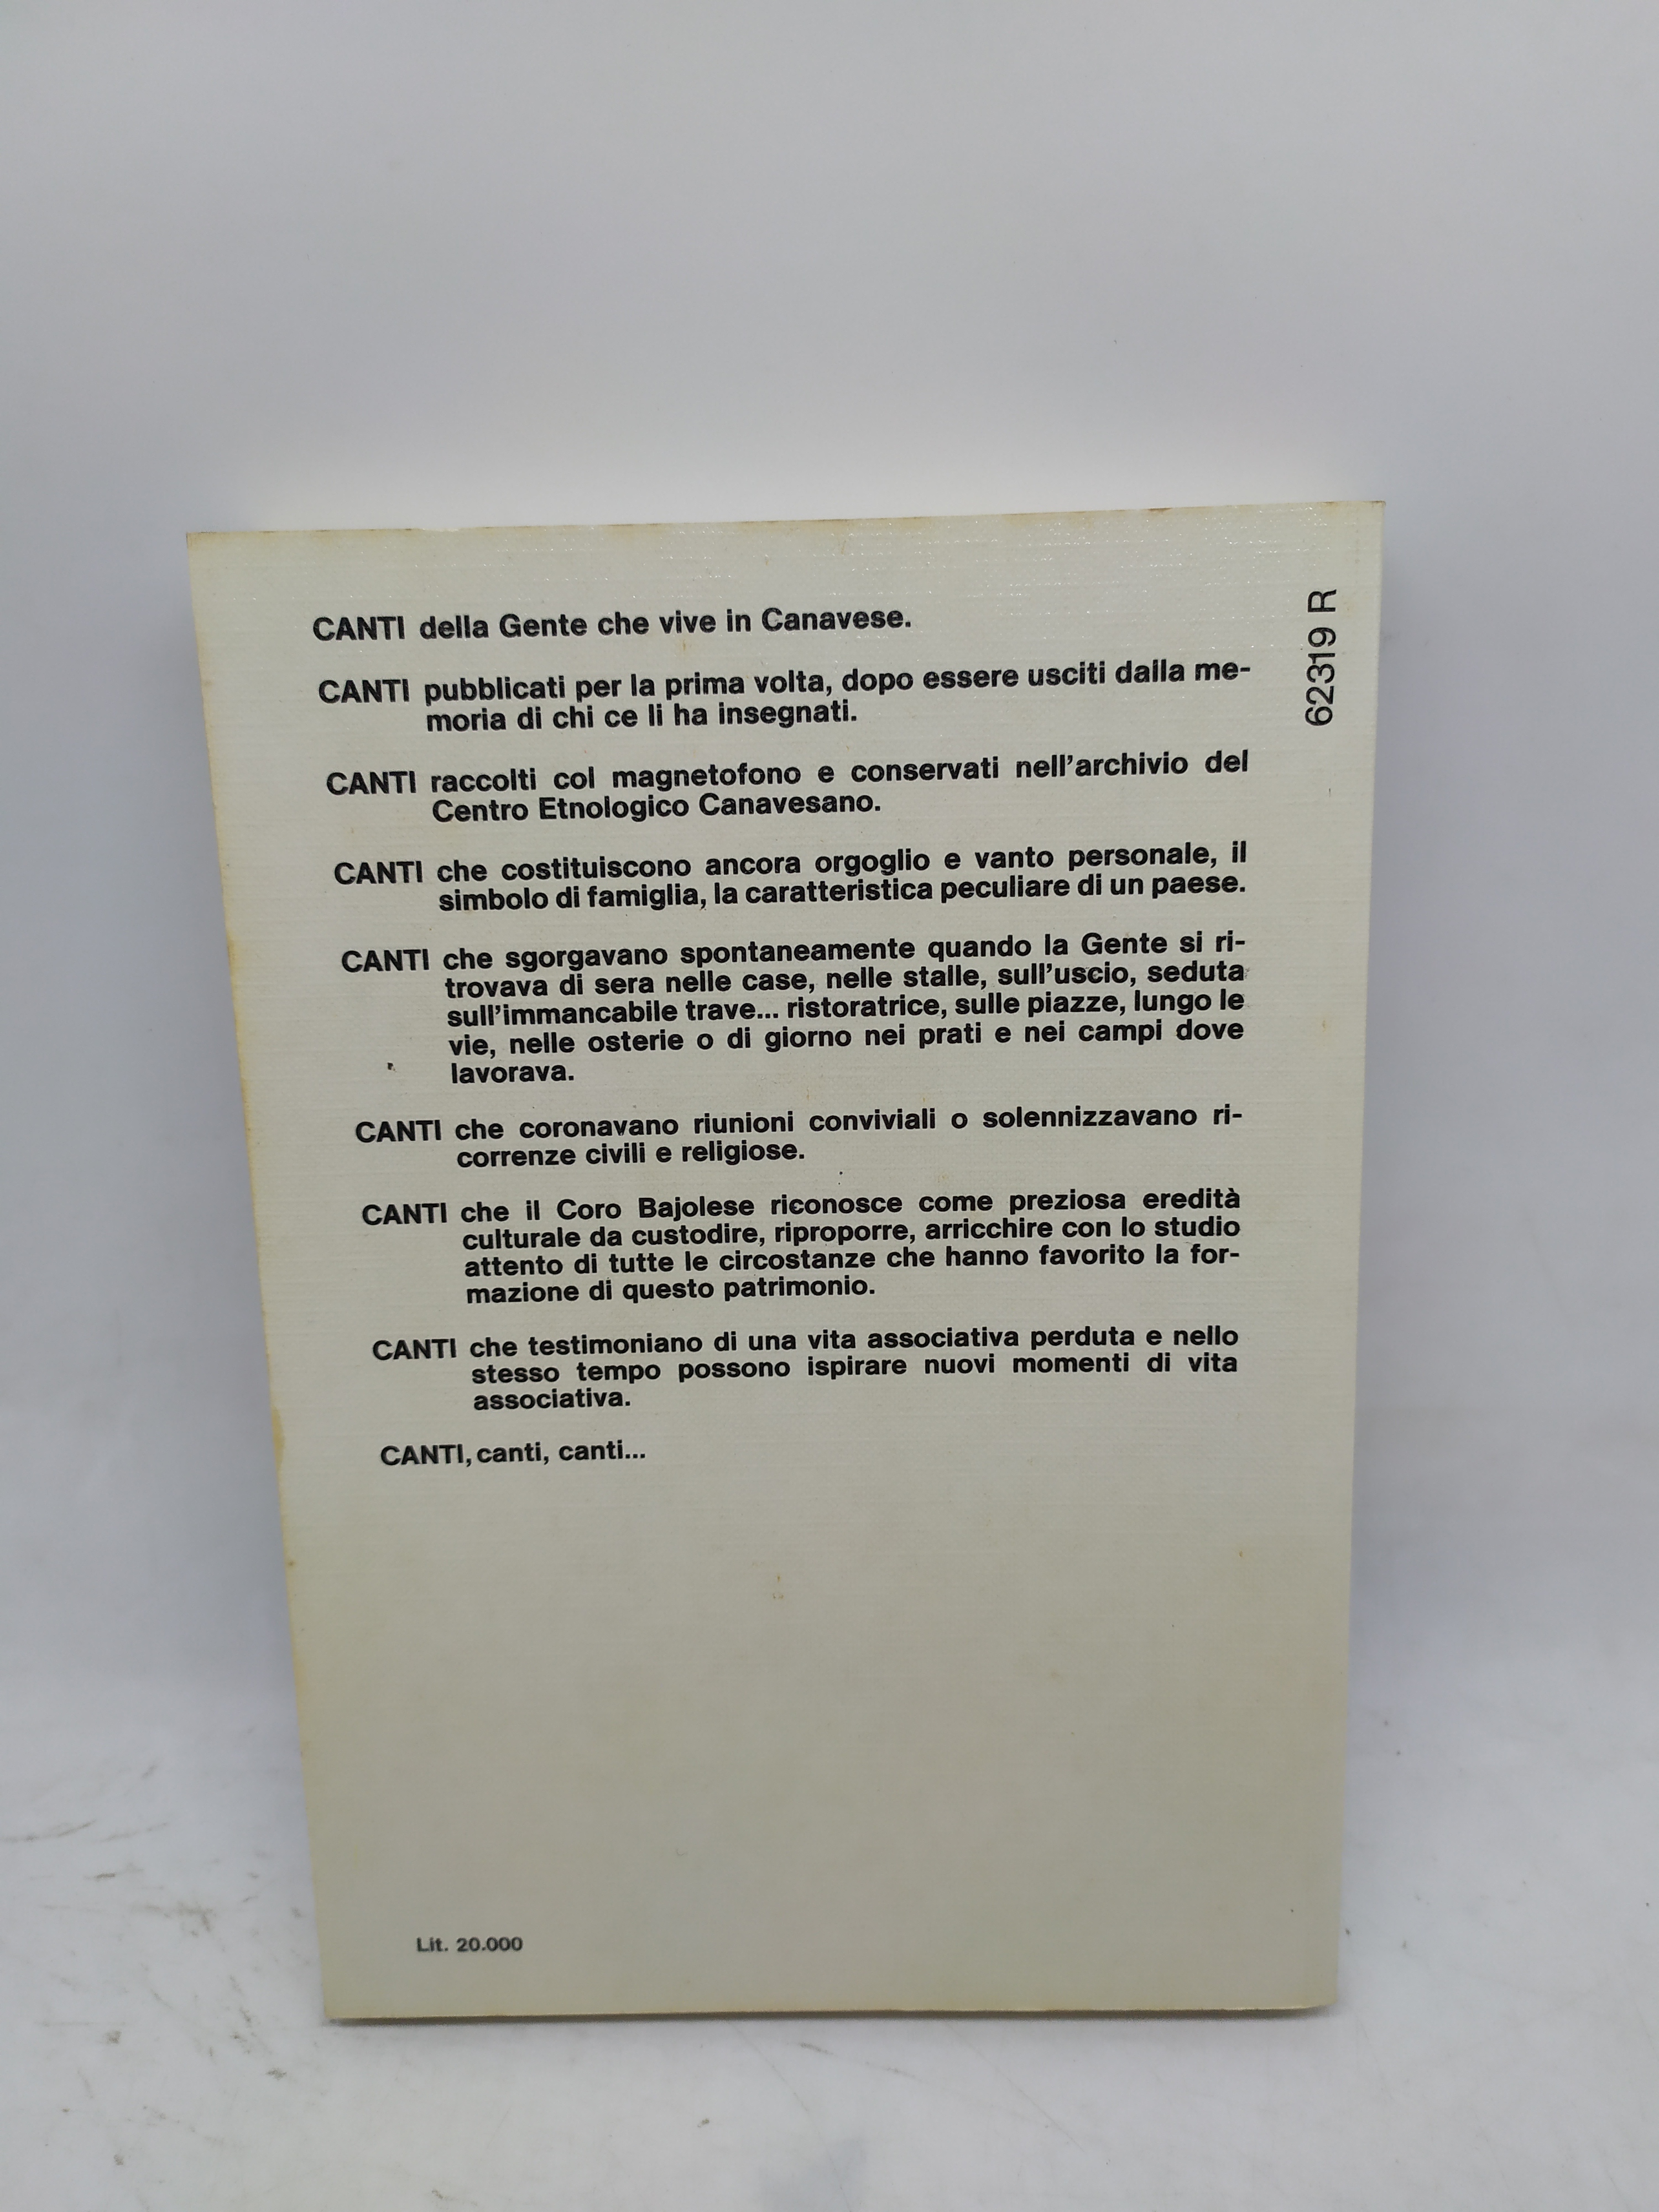 CANTI della Gente che vive in Canavese.
CANTI pubblicati per la prima volta, dopo essere usciti dalla me-
moria di chi ce li ha insegnati.
CANTI raccolti col magnetofono e conservati nell'archivio del
Centro Etnologico Canavesano.
CANTI che costituiscono ancora orgoglio e vanto personale, il
simbolo di famiglia, la caratteristica peculiare di un paese.
CANTI che sgorgavano spontaneamente quando la Gente si ri-
trovava di sera nelle case, nelle stalle, sull'uscio, seduta
sull'immancabile trave... ristoratrice, sulle piazze, lungo le
vie, nelle osterie o di giorno nei prati e nei campi dove
lavorava.
CANTI che coronavano riunioni conviviali o solennizzavano ri-
correnze civili e religiose.
CANTI che il Coro Bajolese riconosce come preziosa eredità
culturale da custodire, riproporre, arricchire con lo studio
attento di tutte le circostanze che hanno favorito la for-
mazione di questo patrimonio.
CANTI che testimoniano di una vita associativa perduta e nello
stesso tempo possono ispirare nuovi momenti di vita
associativa.
CANTI, canti, canti...
Lit. 20.000
62319 R